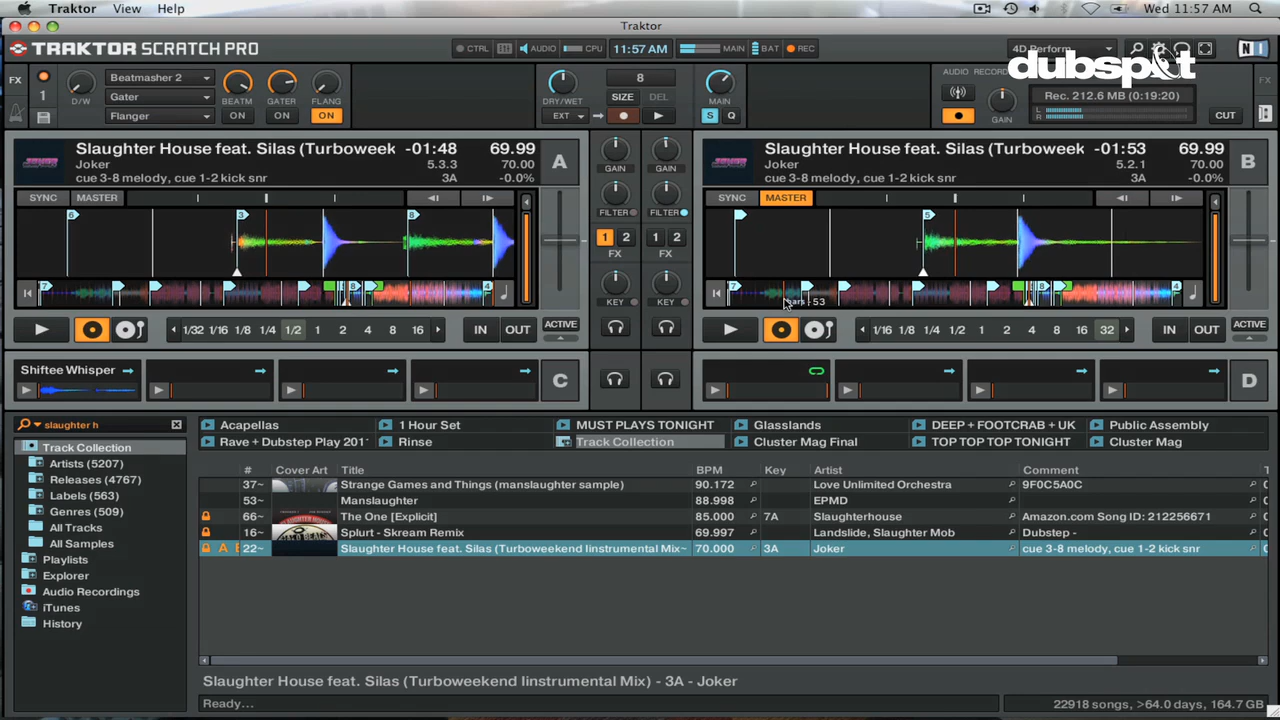 Traktor View Help Wed 11:57 AM
Traktor
TRAKTOR SCRATCH PRO CTRL AUDIO CPU 11:57 AM MAIN BAT REC 4D Perform NI
dubspot
FX Beatmasher 2 8 AUDIO RECORDER FX
1 Gater SIZE DEL Rec. 212.6 MB (0:19:20)
D/W BEATM GATER FLANG DRY/WET MAIN GAIN L R CUT
Flanger ON ON ON EXT S Q
Slaughter House feat. Silas (Turboweek -01:48 69.99 A
Joker 5.3.3 70.00
cue 3-8 melody, cue 1-2 kick snr 3A -0.0%
SYNC MASTER
6 3 8
7 8 4
1/32 1/16 1/8 1/4 1/2 1 2 4 8 16 IN OUT ACTIVE
GAIN GAIN
FILTER FILTER
1 2 1 2
FX FX
KEY KEY
Slaughter House feat. Silas (Turboweek -01:53 69.99 B
Joker 5.2.1 70.00
cue 3-8 melody, cue 1-2 kick snr 3A -0.0%
SYNC MASTER
5
7 8 4
Bars -53
1/16 1/8 1/4 1/2 1 2 4 8 16 32 IN OUT ACTIVE
Shiftee Whisper C D
slaughter h
Track Collection
Artists (5207)
Releases (4767)
Labels (563)
Genres (509)
All Tracks
All Samples
Playlists
Explorer
Audio Recordings
iTunes
History
Acapellas 1 Hour Set MUST PLAYS TONIGHT Glasslands DEEP + FOOTCRAB + UK Public Assembly
Rave + Dubstep Play 201 Rinse Track Collection Cluster Mag Final TOP TOP TOP TONIGHT Cluster Mag
# Cover Art Title BPM Key Artist Comment
37~ Strange Games and Things (manslaughter sample) 90.172 Love Unlimited Orchestra 9F0C5A0C
53~ Manslaughter 88.998 EPMD
66~ The One [Explicit] 85.000 7A Slaughterhouse Amazon.com Song ID: 212256671
16~ Splurt - Skream Remix 69.997 Landslide, Slaughter Mob Dubstep -
A 22~ Slaughter House feat. Silas (Turboweekend Iinstrumental Mix~ 70.000 3A Joker cue 3-8 melody, cue 1-2 kick snr
Slaughter House feat. Silas (Turboweekend Iinstrumental Mix) - 3A - Joker
Ready... 22918 songs, >64.0 days, 164.7 GB